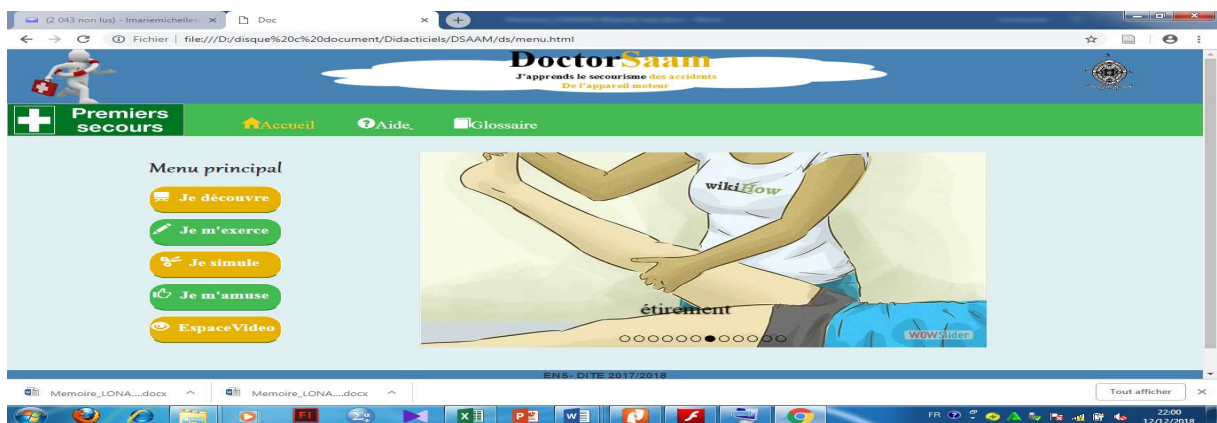 (2 043 non lus) - lmariemichelle
Doc
Fichier | file:///D:/disque%20c%20document/Didacticiels/DSAAM/ds/menu.html
DoctorSaam
J'apprends le secourisme des accidents
De l'appareil moteur
Premiers
secours
Accueil
Aide.
Glossaire
Menu principal
Je découvre
Je m'exerce
Je simule
Je m'amuse
EspaceVideo
wikiHow
étirement
WOWSlider
ENS- DITE 2017/2018
Memoire_LONA....docx
Memoire_LONA....docx
Tout afficher
FR
22:00
12/12/2018